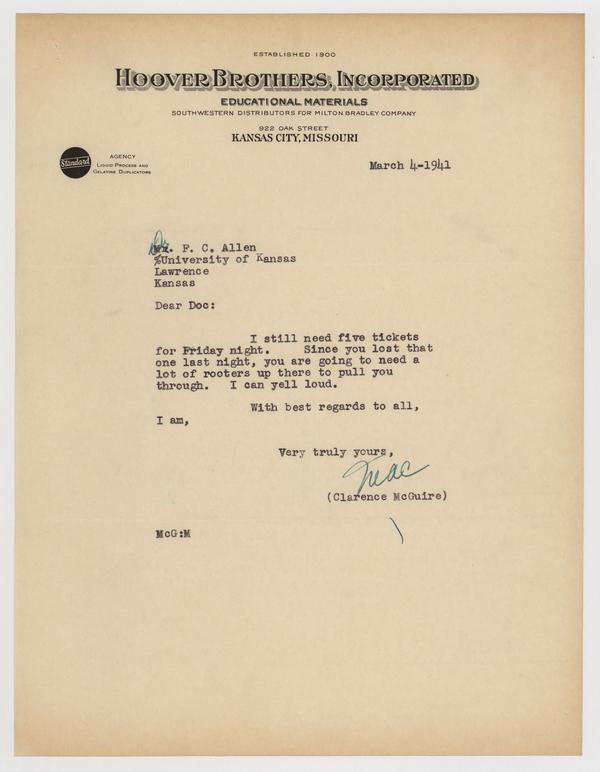 ESTABLISHED 1900
HOOVER BROTHERS, INCORPORATED
EDUCATIONAL MATERIALS
SOUTHWESTERN DISTRIBUTORS FOR MILTON BRADLEY COMPANY
922 OAK STREET
KANSAS CITY, MISSOURI
Standard
AGENCY
LIQUID PROCESS AND
GELATINE DUPLICATORS
March 4-1941
Dr.
Mr. F. C. Allen
%University of Kansas
Lawrence
Kansas
Dear Doc:
I still need five tickets
for Friday night. Since you lost that
one last night, you are going to need a
lot of rooters up there to pull you
through. I can yell loud.
With best regards to all,
I am,
Very truly yours,
Mac
(Clarence McGuire)
McG:M